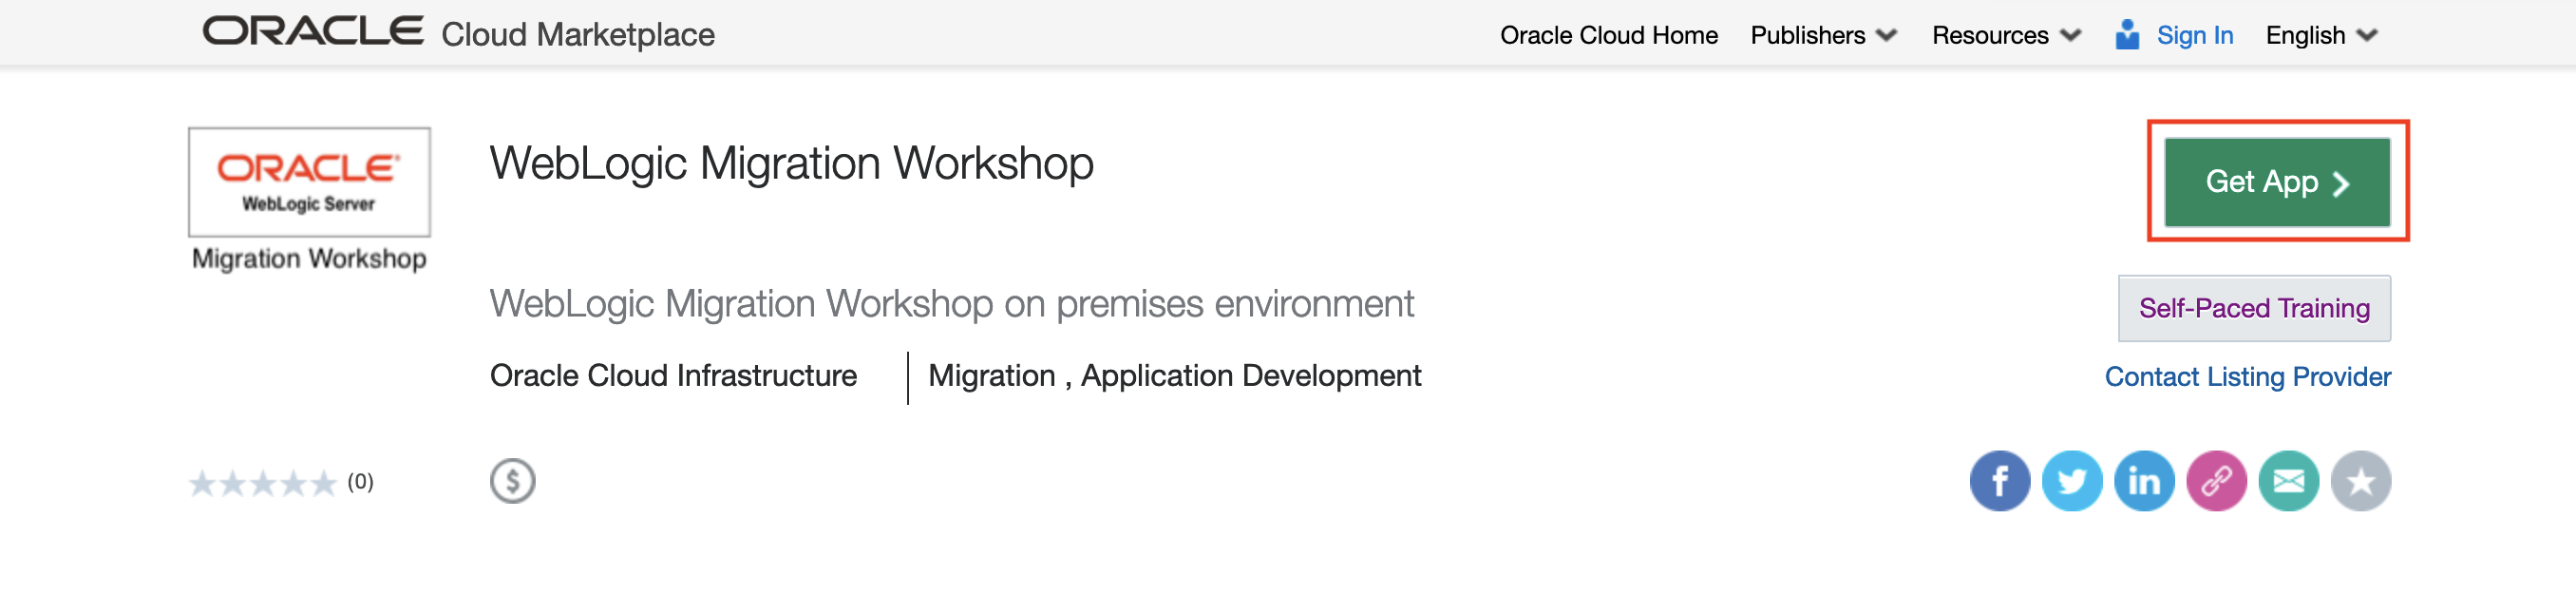 ORACLE Cloud Marketplace
Oracle Cloud Home Publishers Resources Sign In English
ORACLE
WebLogic Server
Migration Workshop
WebLogic Migration Workshop
Get App
WebLogic Migration Workshop on premises environment
Self-Paced Training
Oracle Cloud Infrastructure Migration , Application Development
Contact Listing Provider
(0)
$
f
in